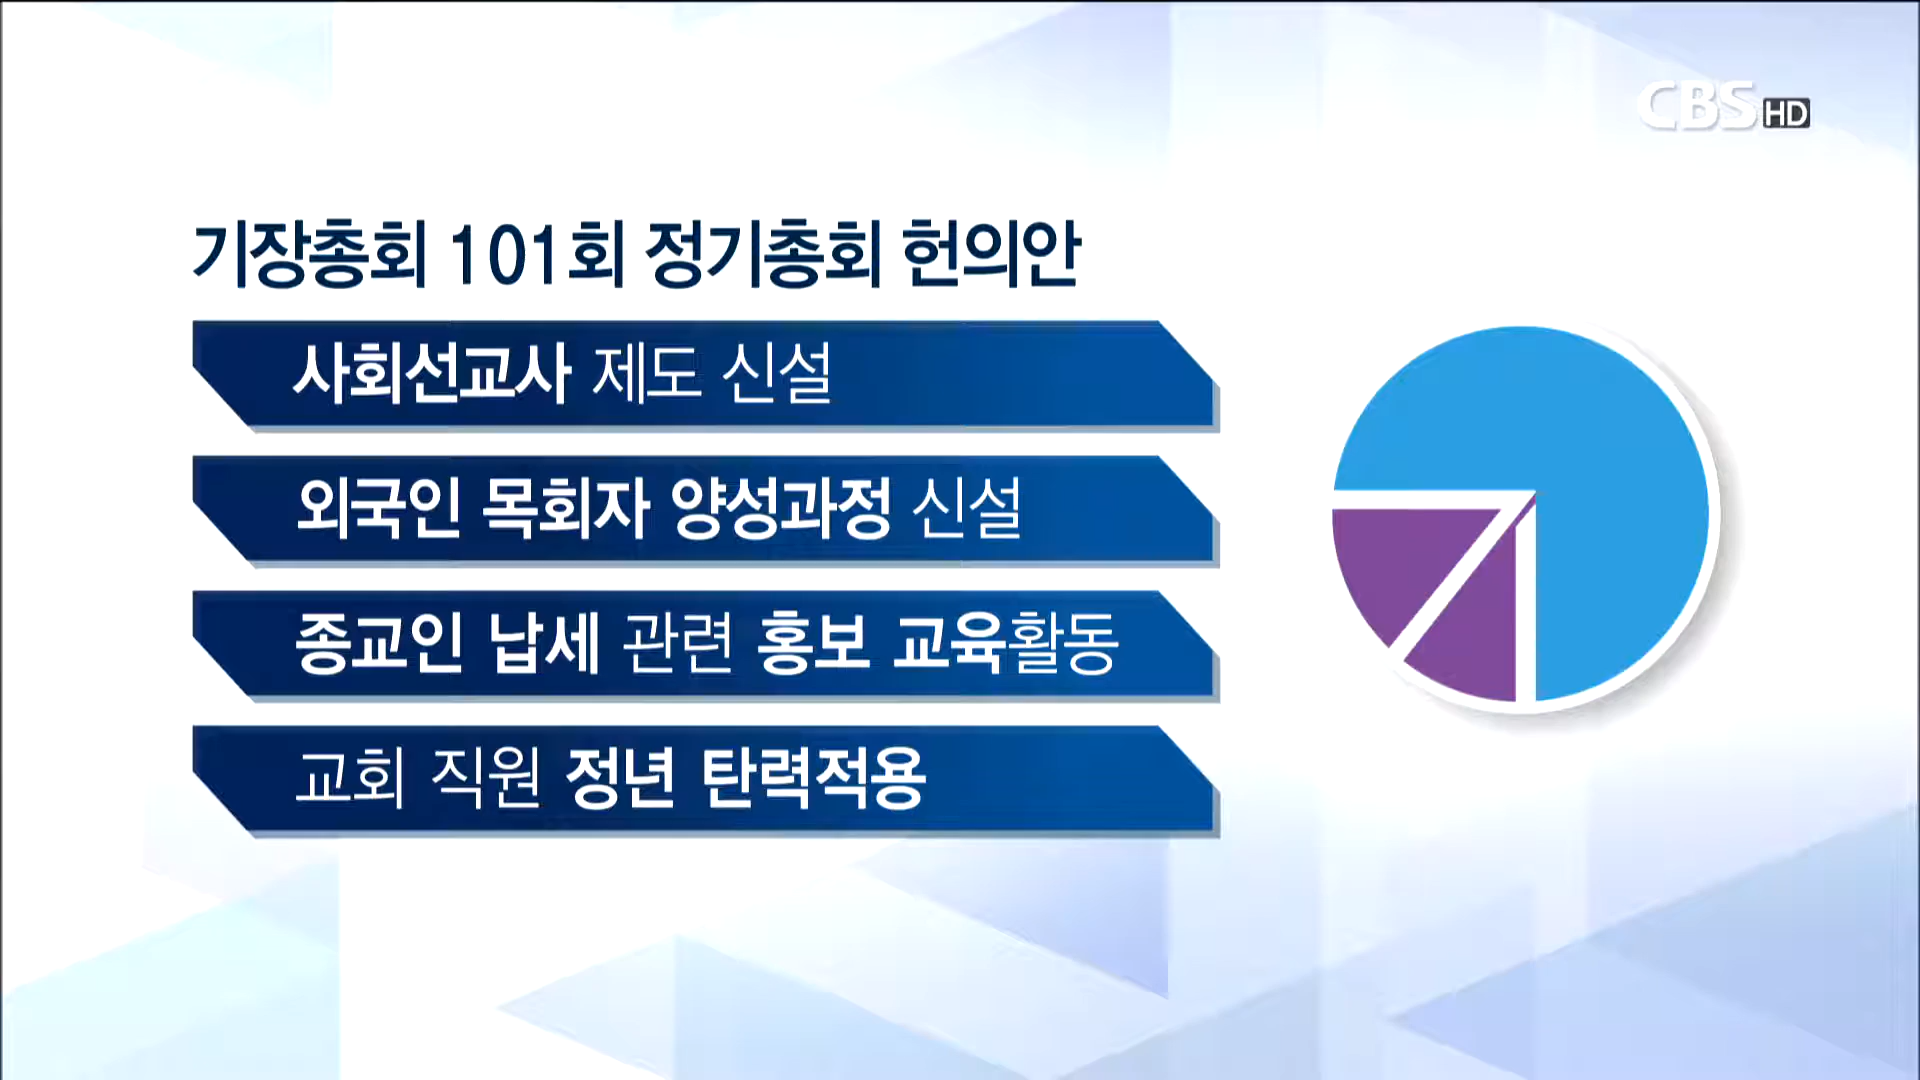 CBS HD
기장총회 101회 정기총회 헌의안
사회선교사 제도 신설
외국인 목회자 양성과정 신설
종교인 납세 관련 홍보 교육활동
교회 직원 정년 탄력적용